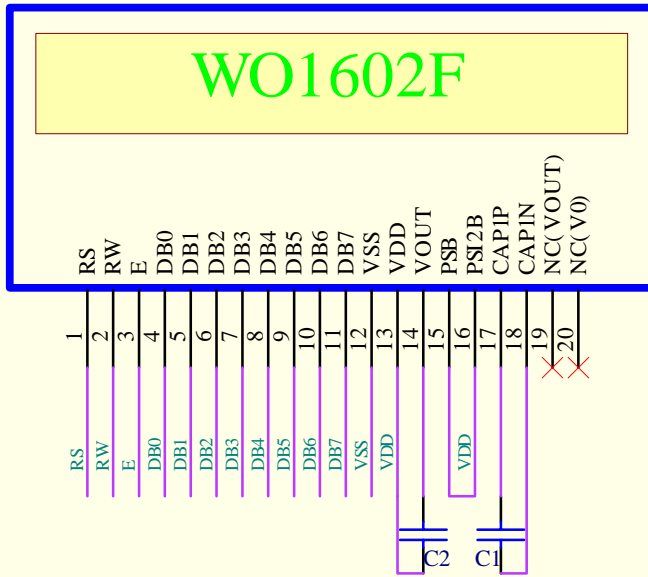 WO1602F
RS
RW
E
DB0
DB1
DB2
DB3
DB4
DB5
DB6
DB7
VSS
VDD
VOUT
PSB
PSI2B
CAP1P
CAP1N
NC(VOUT)
NC(V0)
1
2
3
4
5
6
7
8
9
10
11
12
13
14
15
16
17
18
19
20
RS
RW
E
DB0
DB1
DB2
DB3
DB4
DB5
DB6
DB7
VSS
VDD
VDD
C2
C1